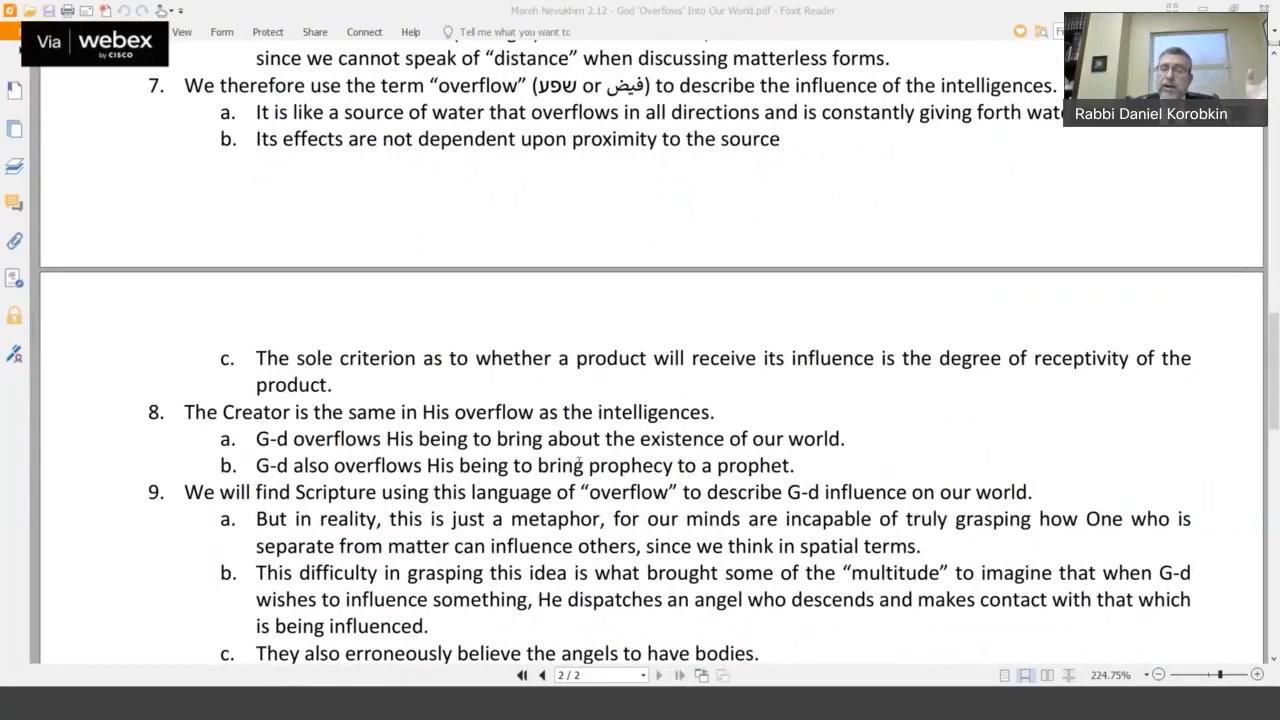 Moreh Nevukhm 2.12 - God 'Overflows' Into Our World.pdf - Foxit Reader
Via webex
by CISCO
View Form Protect Share Connect Help Tell me what you want tc
since we cannot speak of “distance” when discussing matterless forms.
7. We therefore use the term “overflow” (שפע or فيض) to describe the influence of the intelligences.
Rabbi Daniel Korobkin
a. It is like a source of water that overflows in all directions and is constantly giving forth
b. Its effects are not dependent upon proximity to the source
c. The sole criterion as to whether a product will receive its influence is the degree of receptivity of the
product.
8. The Creator is the same in His overflow as the intelligences.
a. G-d overflows His being to bring about the existence of our world.
b. G-d also overflows His being to bring prophecy to a prophet.
9. We will find Scripture using this language of “overflow” to describe G-d influence on our world.
a. But in reality, this is just a metaphor, for our minds are incapable of truly grasping how One who is
separate from matter can influence others, since we think in spatial terms.
b. This difficulty in grasping this idea is what brought some of the “multitude” to imagine that when G-d
wishes to influence something, He dispatches an angel who descends and makes contact with that which
is being influenced.
c. They also erroneously believe the angels to have bodies.
2 / 2
224.75%